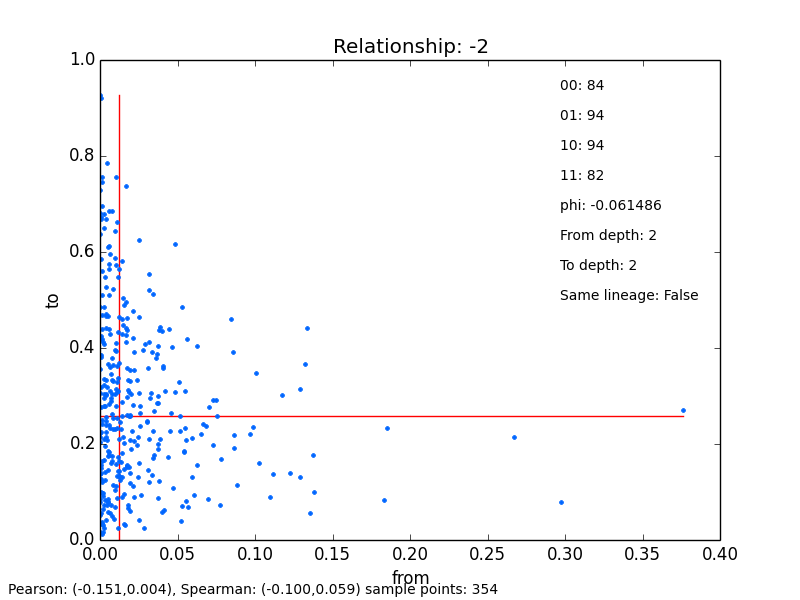 Relationship: -2
1.0
0.8
0.6
0.4
0.2
0.0
to
00: 84
01: 94
10: 94
11: 82
phi: -0.061486
From depth: 2
To depth: 2
Same lineage: False
0.00 0.05 0.10 0.15 0.20 0.25 0.30 0.35 0.40
from
Pearson: (-0.151,0.004), Spearman: (-0.100,0.059) sample points: 354